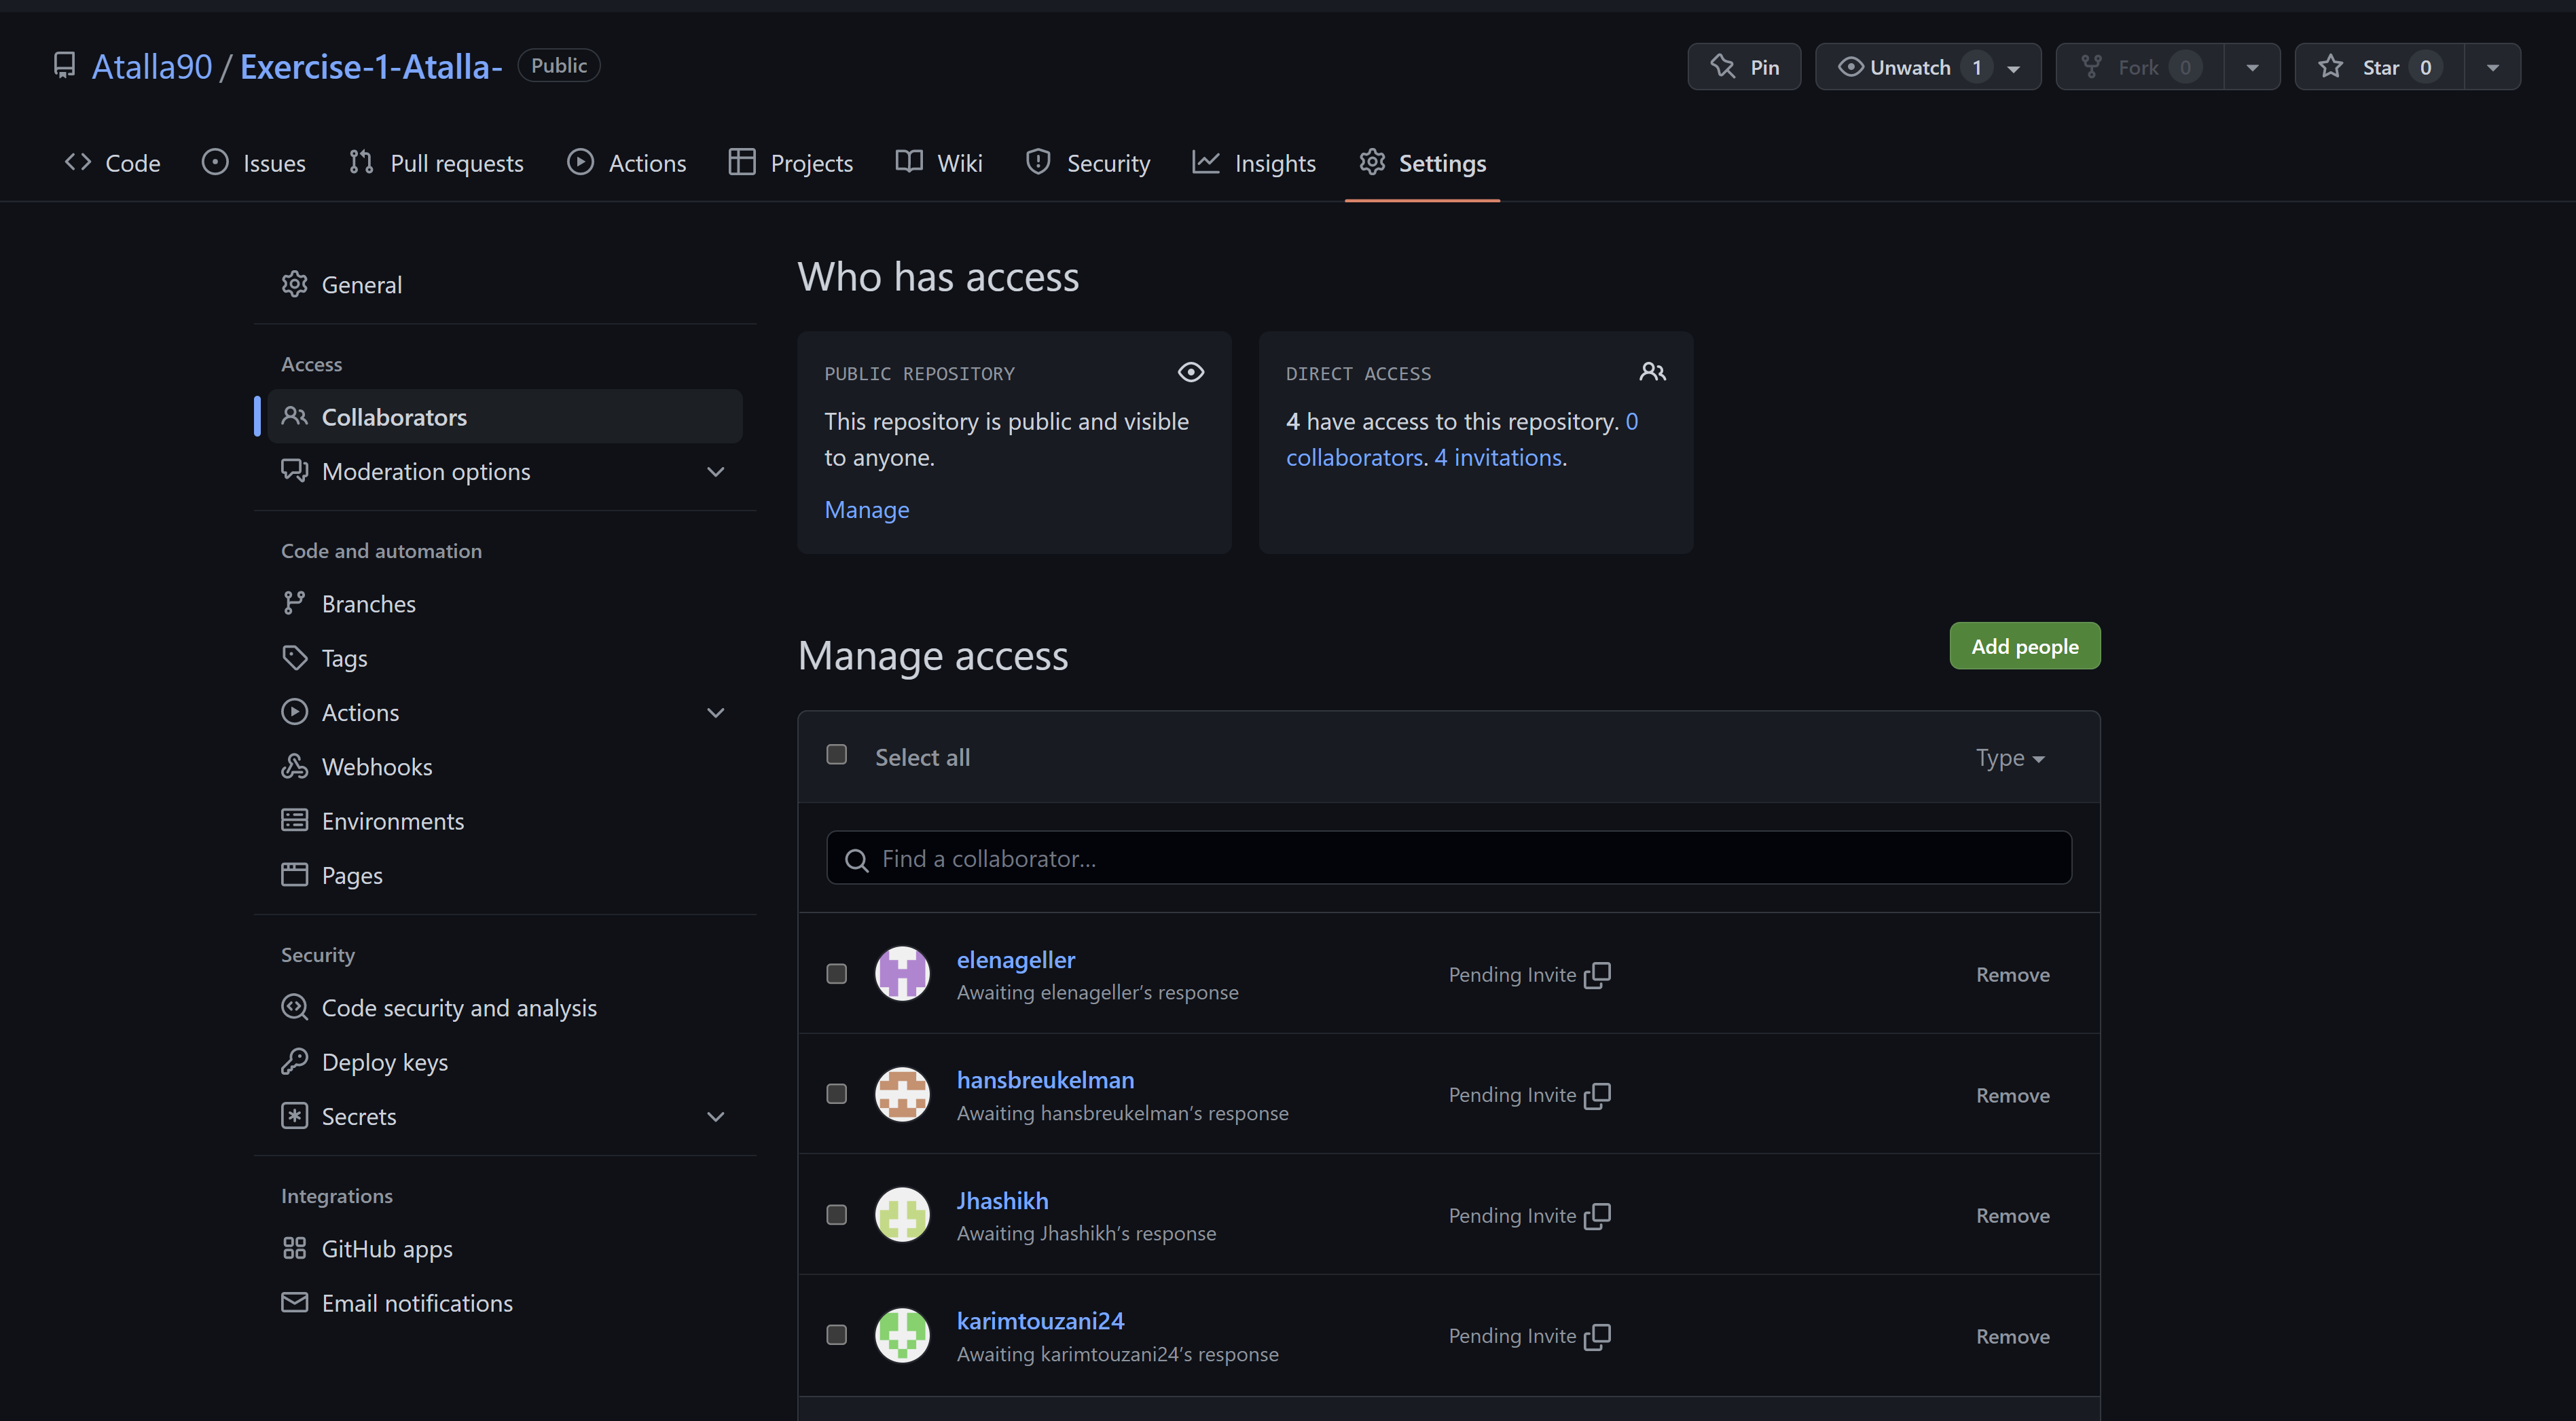 Atalla90 / Exercise-1-Atalla- Public
Pin Unwatch 1 Fork 0 Star 0
Code Issues Pull requests Actions Projects Wiki Security Insights Settings
General
Access
Collaborators
Moderation options
Code and automation
Branches
Tags
Actions
Webhooks
Environments
Pages
Security
Code security and analysis
Deploy keys
Secrets
Integrations
GitHub apps
Email notifications
Who has access
PUBLIC REPOSITORY
This repository is public and visible
to anyone.
Manage
DIRECT ACCESS
4 have access to this repository. 0
collaborators. 4 invitations.
Manage access
Add people
Select all Type
Find a collaborator...
elenageller
Awaiting elenageller's response
Pending Invite Remove
hansbreukelman
Awaiting hansbreukelman's response
Pending Invite Remove
Jhashikh
Awaiting Jhashikh's response
Pending Invite Remove
karimtouzani24
Awaiting karimtouzani24's response
Pending Invite Remove